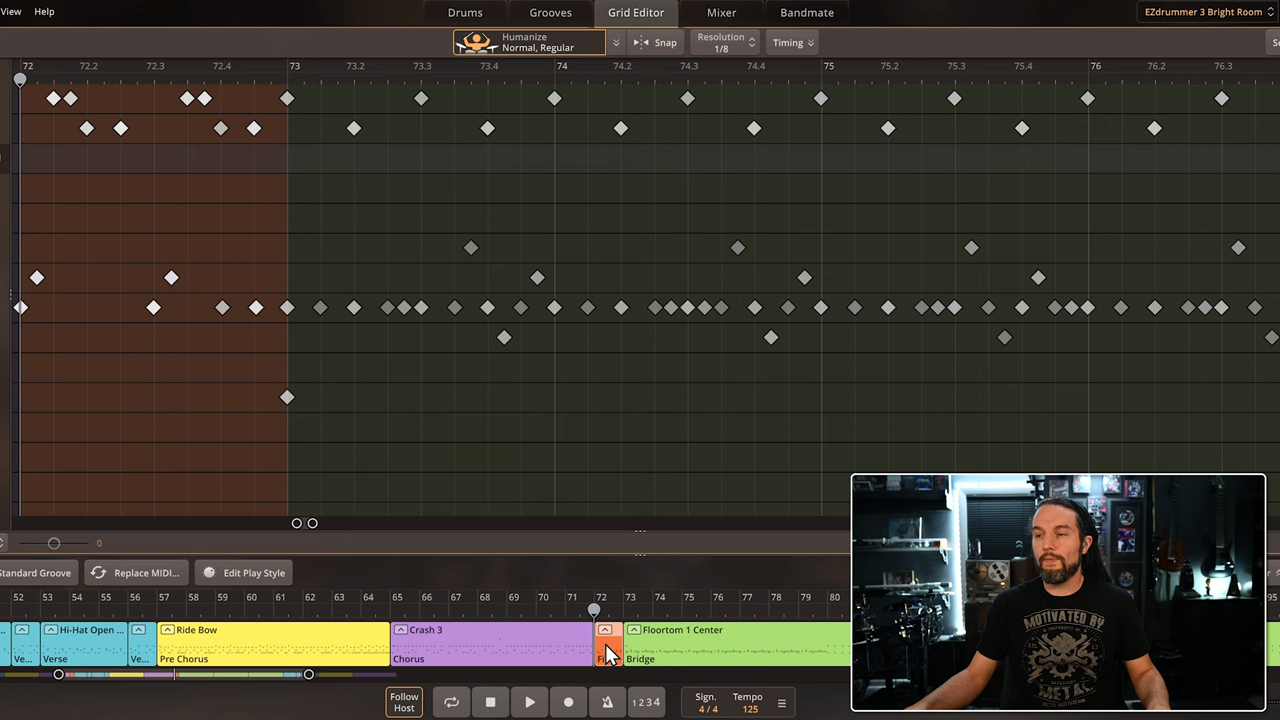 View Help
Drums Grooves Grid Editor Mixer Bandmate
EZdrummer 3 Bright Room
Humanize
Normal, Regular
Snap
Resolution
1/8
Timing
72 72.2 72.3 72.4 73 73.2 73.3 73.4 74 74.2 74.3 74.4 75 75.2 75.3 75.4 76 76.2 76.3
0
Standard Groove Replace MIDI... Edit Play Style
52 53 54 55 56 57 58 59 60 61 62 63 64 65 66 67 68 69 70 71 72 73 74 75 76 77 78 79 80 95
... Hi-Hat Open ... Ride Bow Crash 3 Floortom 1 Center
Ve... Verse Ve... Pre Chorus Chorus Bridge
Follow
Host
1 2 3 4
Sign.
4 / 4
Tempo
125
MOTIVATED BY
METAL